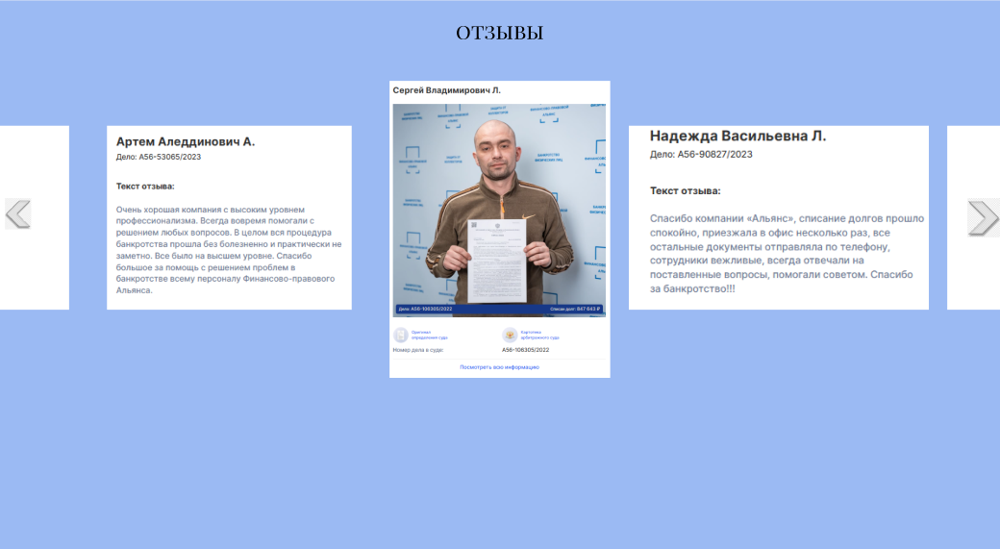 ОТЗЫВЫ
Артем Аледдинович А.
Дело: А56-53065/2023
Текст отзыва:
Очень хорошая компания с высоким уровнем
профессионализма. Всегда вовремя помогали с
решением любых вопросов. В целом вся процедура
банкротства прошла без болезненно и практически не
заметно. Все было на высшем уровне. Спасибо
большое за помощь с решением проблем в
банкротстве всему персоналу Финансово-правового
Альянса.
Сергей Владимирович Л.
Дело: А56-106305/2022
Списан долг: 847 643 ₽
Оригинал
определения суда
Картотека
арбитражного суда
Номер дела в суде:
А56-106305/2022
Посмотреть всю информацию
Надежда Васильевна Л.
Дело: А56-90827/2023
Текст отзыва:
Спасибо компании «Альянс», списание долгов прошло
спокойно, приезжала в офис несколько раз, все
остальные документы отправляла по телефону,
сотрудники вежливые, всегда отвечали на
поставленные вопросы, помогали советом. Спасибо
за банкротство!!!